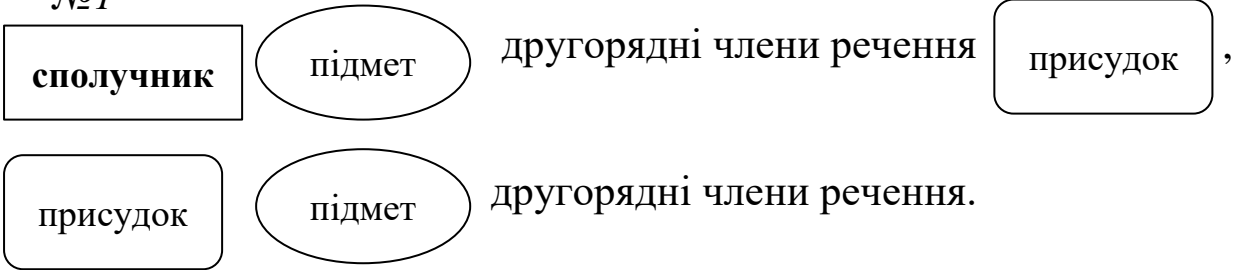 №1
сполучник підмет другорядні члени речення присудок ,
присудок підмет другорядні члени речення.